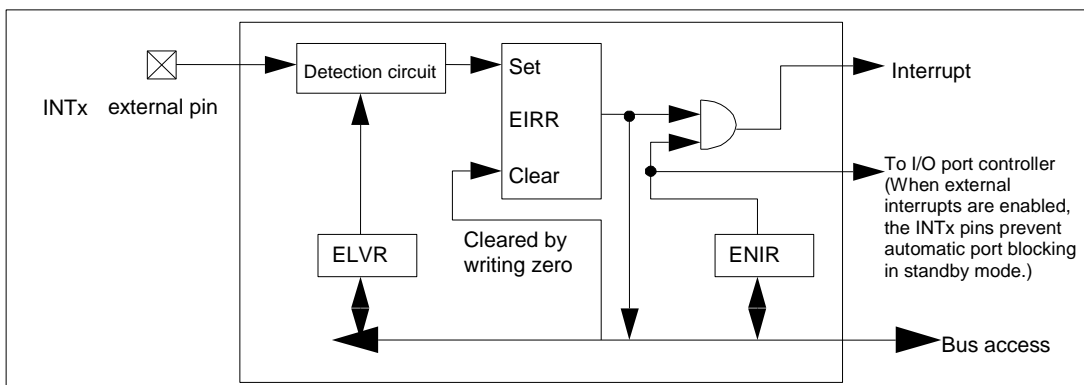 INTx external pin
Detection circuit
Set
EIRR
Clear
Interrupt
To I/O port controller
(When external
interrupts are enabled,
the INTx pins prevent
automatic port blocking
in standby mode.)
ELVR
Cleared by
writing zero
ENIR
Bus access